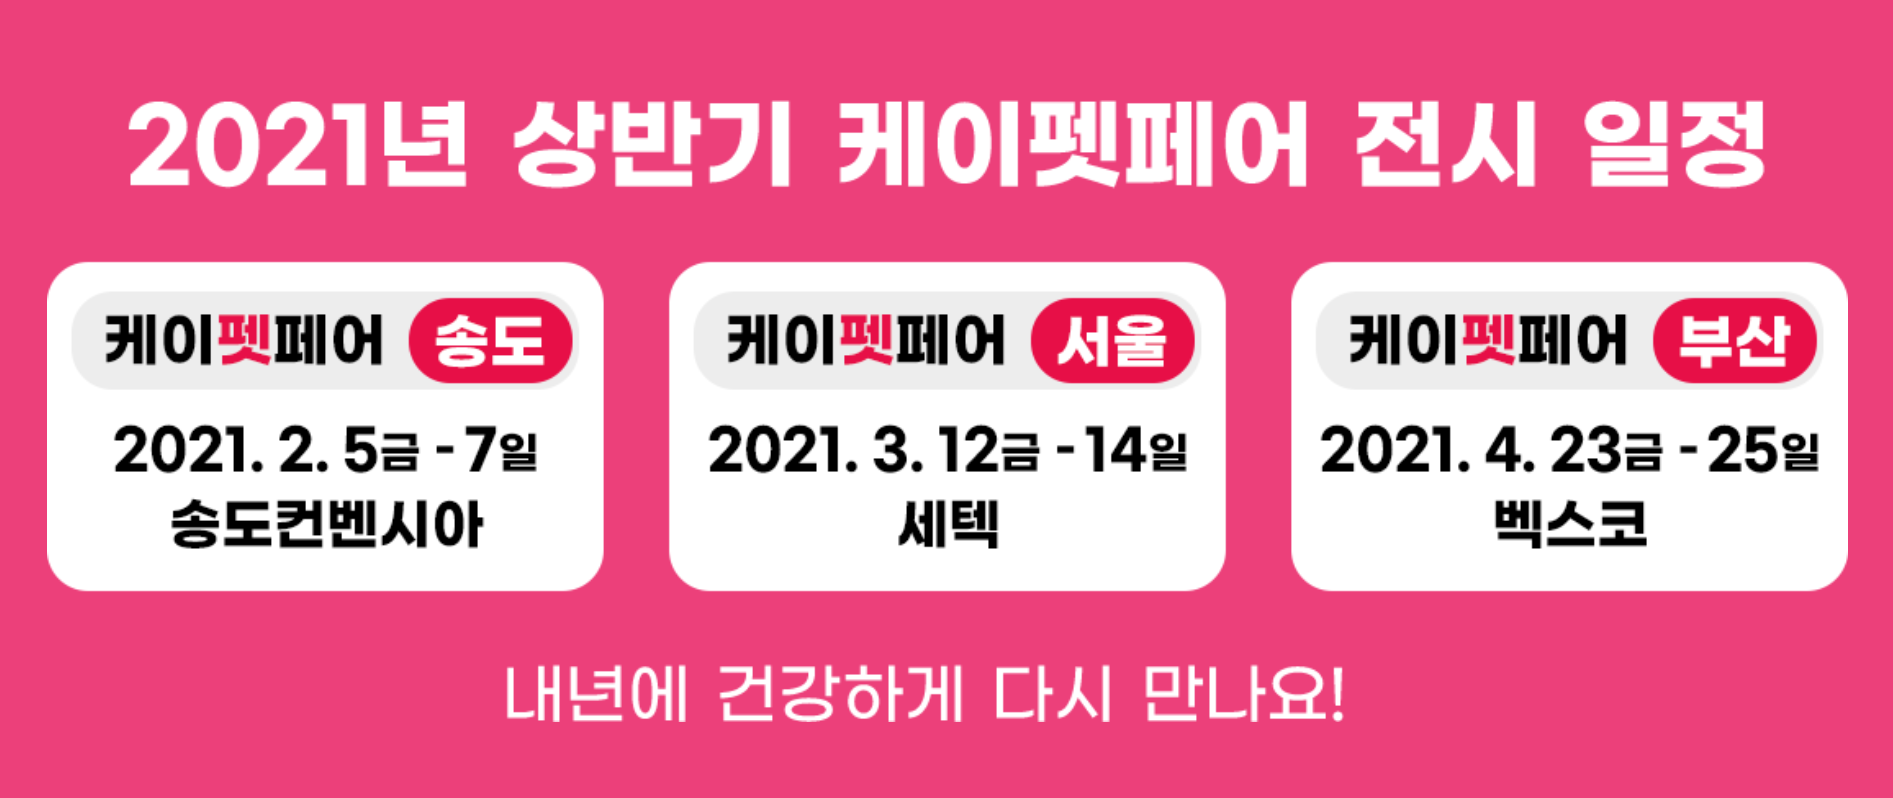 2021년 상반기 케이펫페어 전시 일정
케이펫페어 송도
2021. 2. 5금 - 7일
송도컨벤시아
케이펫페어 서울
2021. 3. 12금 - 14일
세텍
케이펫페어 부산
2021. 4. 23금 - 25일
벡스코
내년에 건강하게 다시 만나요!